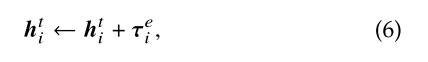 h_i^t ← h_i^t + τ_i^e, (6)